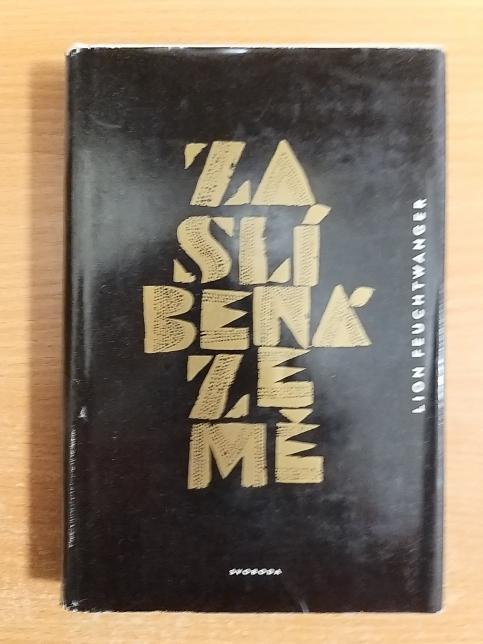 ZA
SLÍ
BENÁ
ZE
MĚ
LION FEUCHTWANGER
SVOBODA